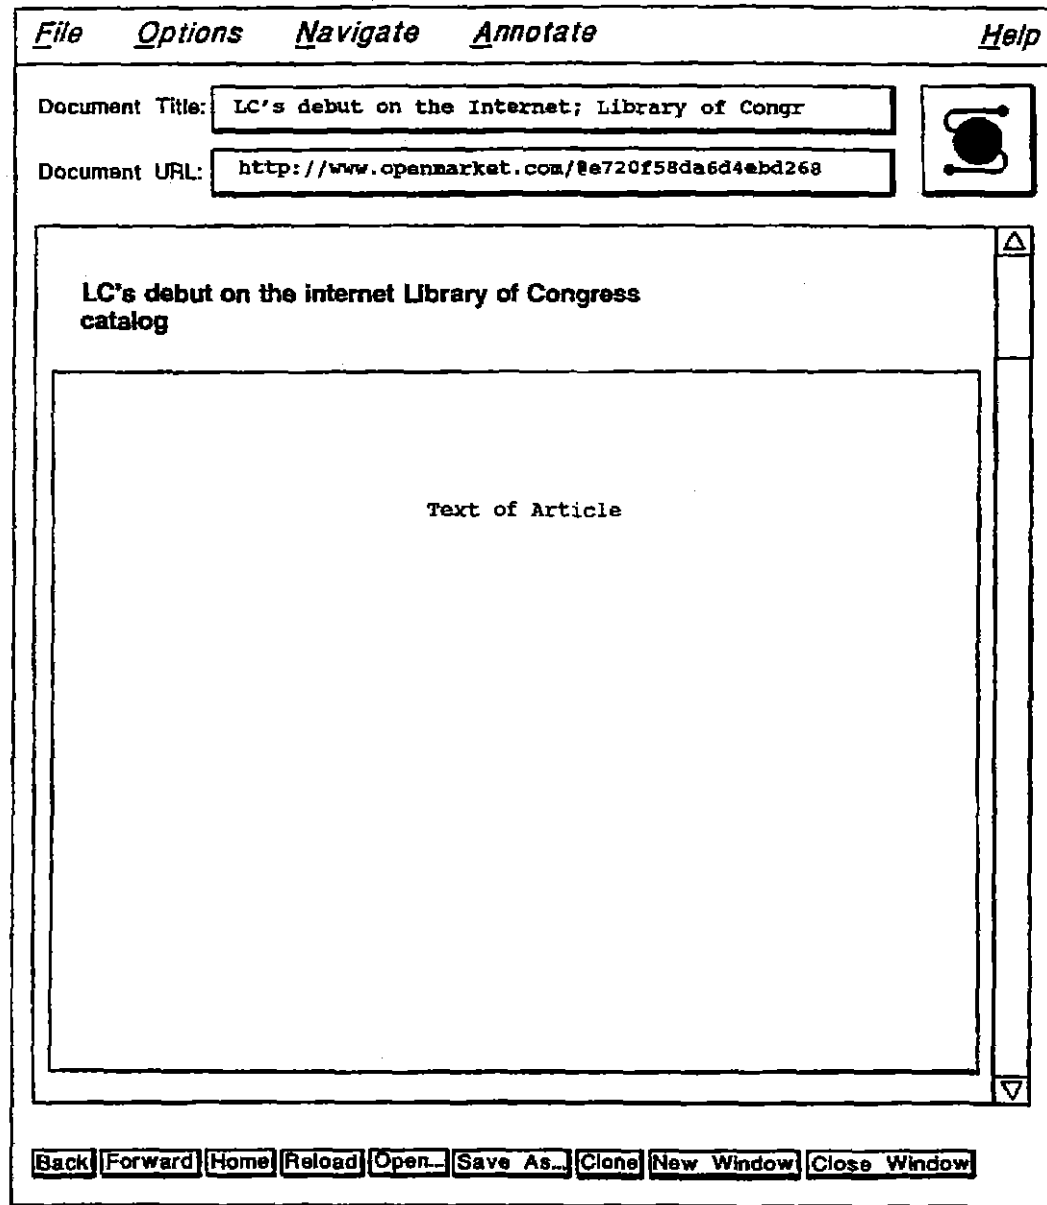 File Options Navigate Annotate Help
Document Title: LC's debut on the Internet; Library of Congr
Document URL: http://www.openmarket.com/@e720f58da6d4ebd268
LC's debut on the internet Library of Congress
catalog
Text of Article
Back Forward Home Reload Open... Save As... Clone New Window Close Window